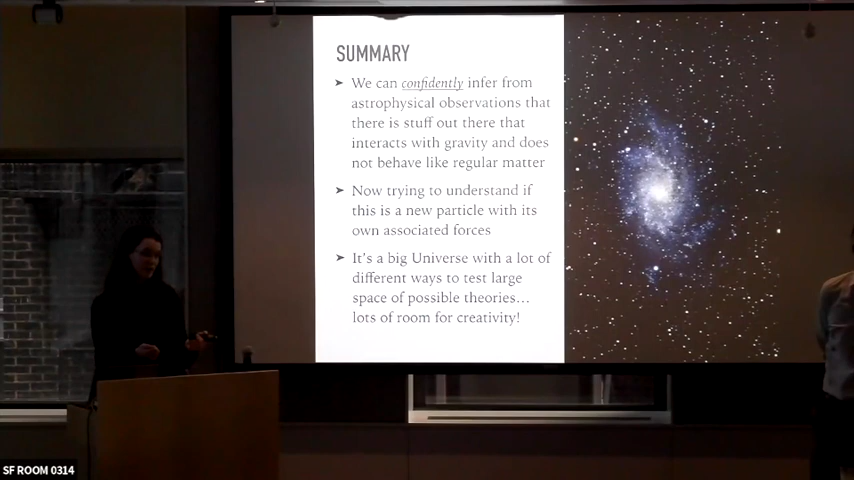 SUMMARY
➤ We can confidently infer from
astrophysical observations that
there is stuff out there that
interacts with gravity and does
not behave like regular matter
➤ Now trying to understand if
this is a new particle with its
own associated forces
➤ It's a big Universe with a lot of
different ways to test large
space of possible theories...
lots of room for creativity!
SF ROOM 0314